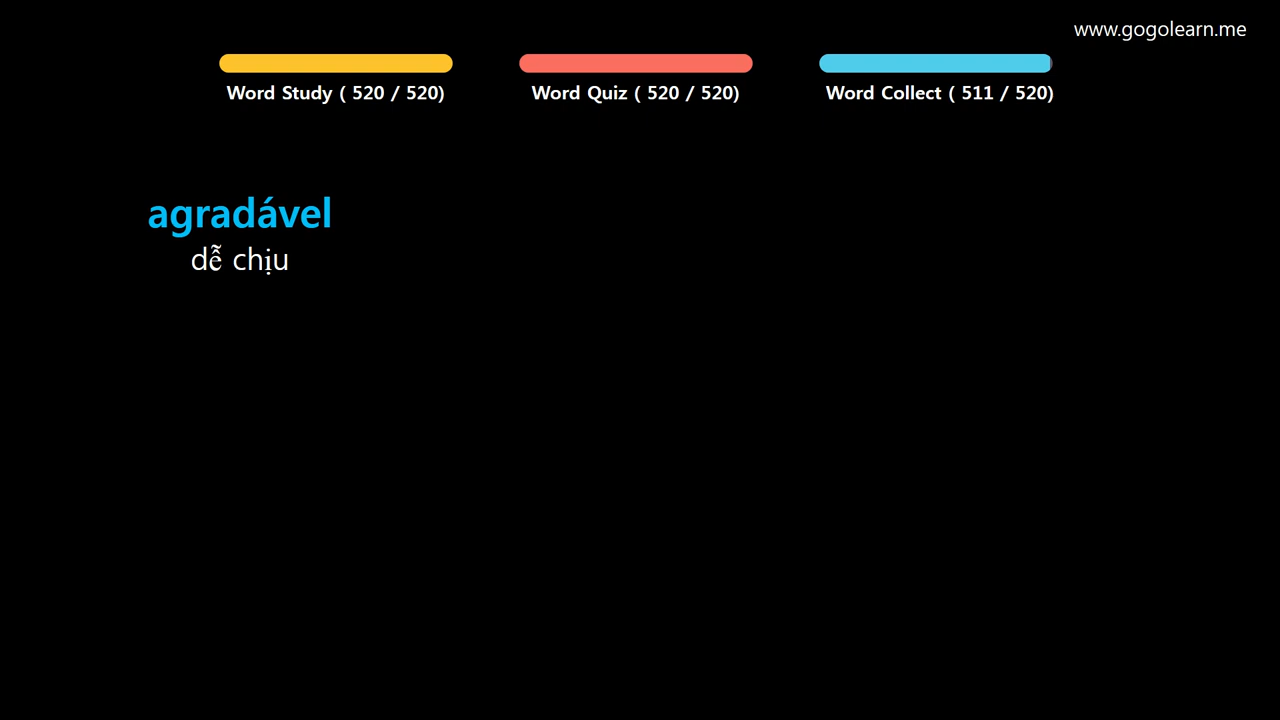 www.gogolearn.me
Word Study ( 520 / 520)
Word Quiz ( 520 / 520)
Word Collect ( 511 / 520)
agradável
dễ chịu